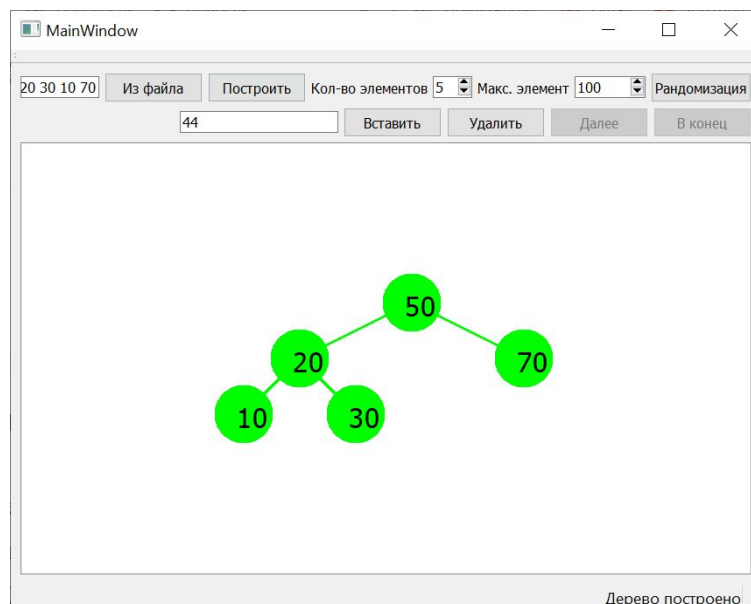 MainWindow
20 30 10 70 Из файла Построить Кол-во элементов 5 Макс. элемент 100 Рандомизация
44 Вставить Удалить Далее В конец
50
20 70
10 30
Дерево построено